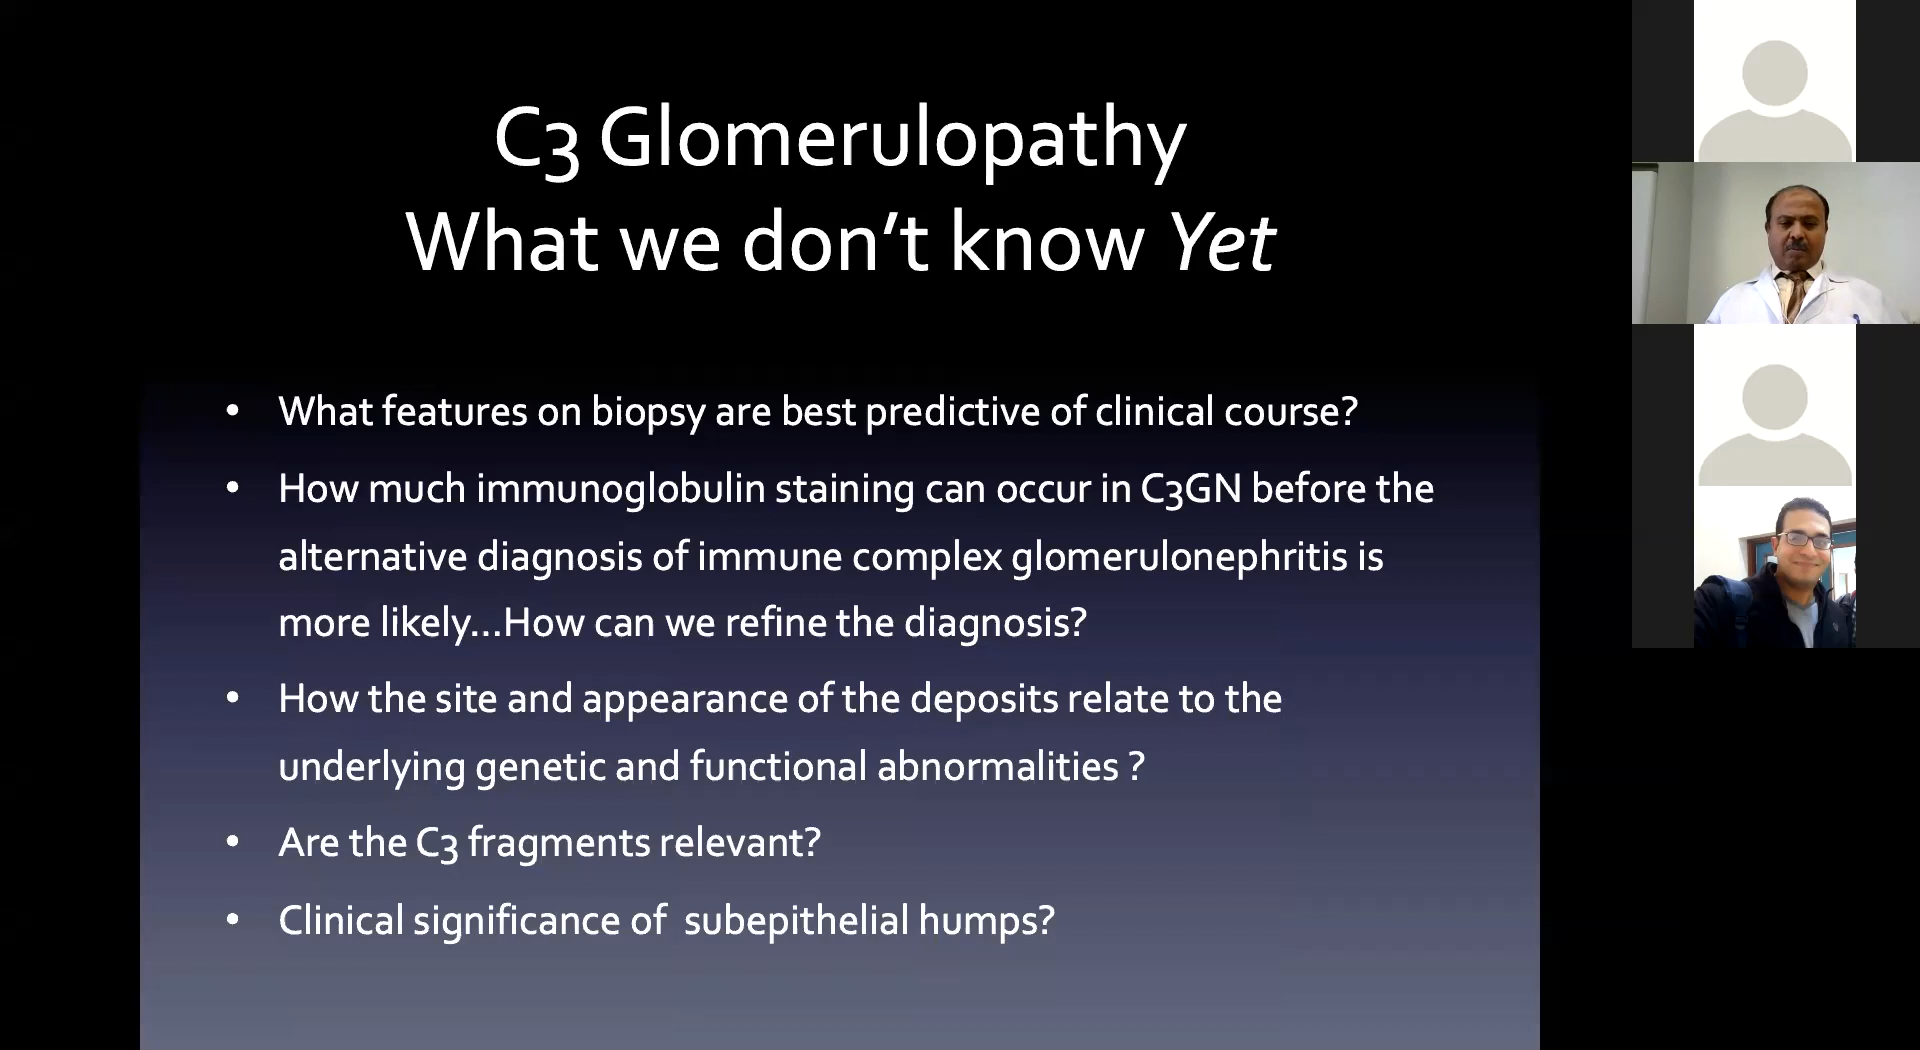 C3 Glomerulopathy
What we don’t know Yet
• What features on biopsy are best predictive of clinical course?
• How much immunoglobulin staining can occur in C3GN before the
alternative diagnosis of immune complex glomerulonephritis is
more likely...How can we refine the diagnosis?
• How the site and appearance of the deposits relate to the
underlying genetic and functional abnormalities ?
• Are the C3 fragments relevant?
• Clinical significance of  subepithelial humps?